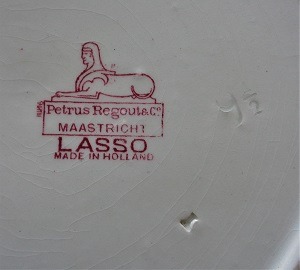 Petrus Regout & Co.
MAASTRICHT
LASSO
MADE IN HOLLAND